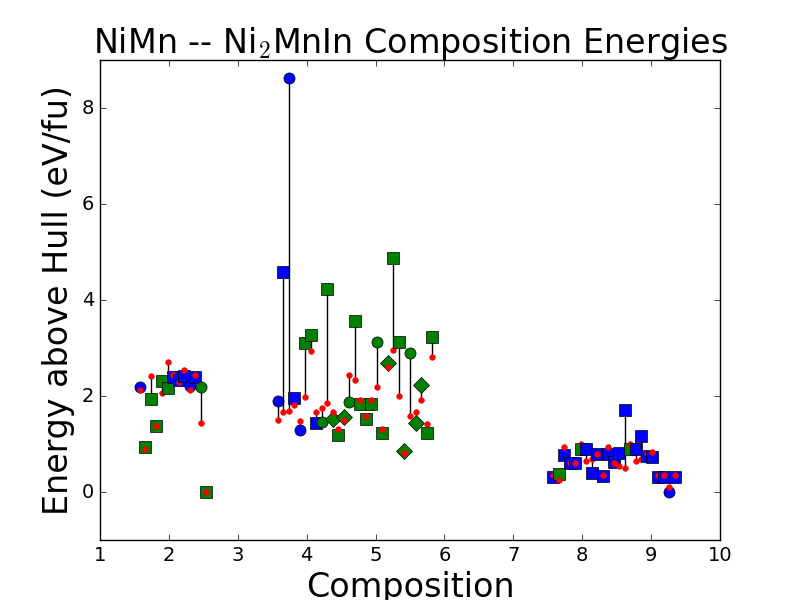 NiMn -- Ni₂MnIn Composition Energies
Energy above Hull (eV/fu)
8
6
4
2
0
1 2 3 4 5 6 7 8 9 10
Composition